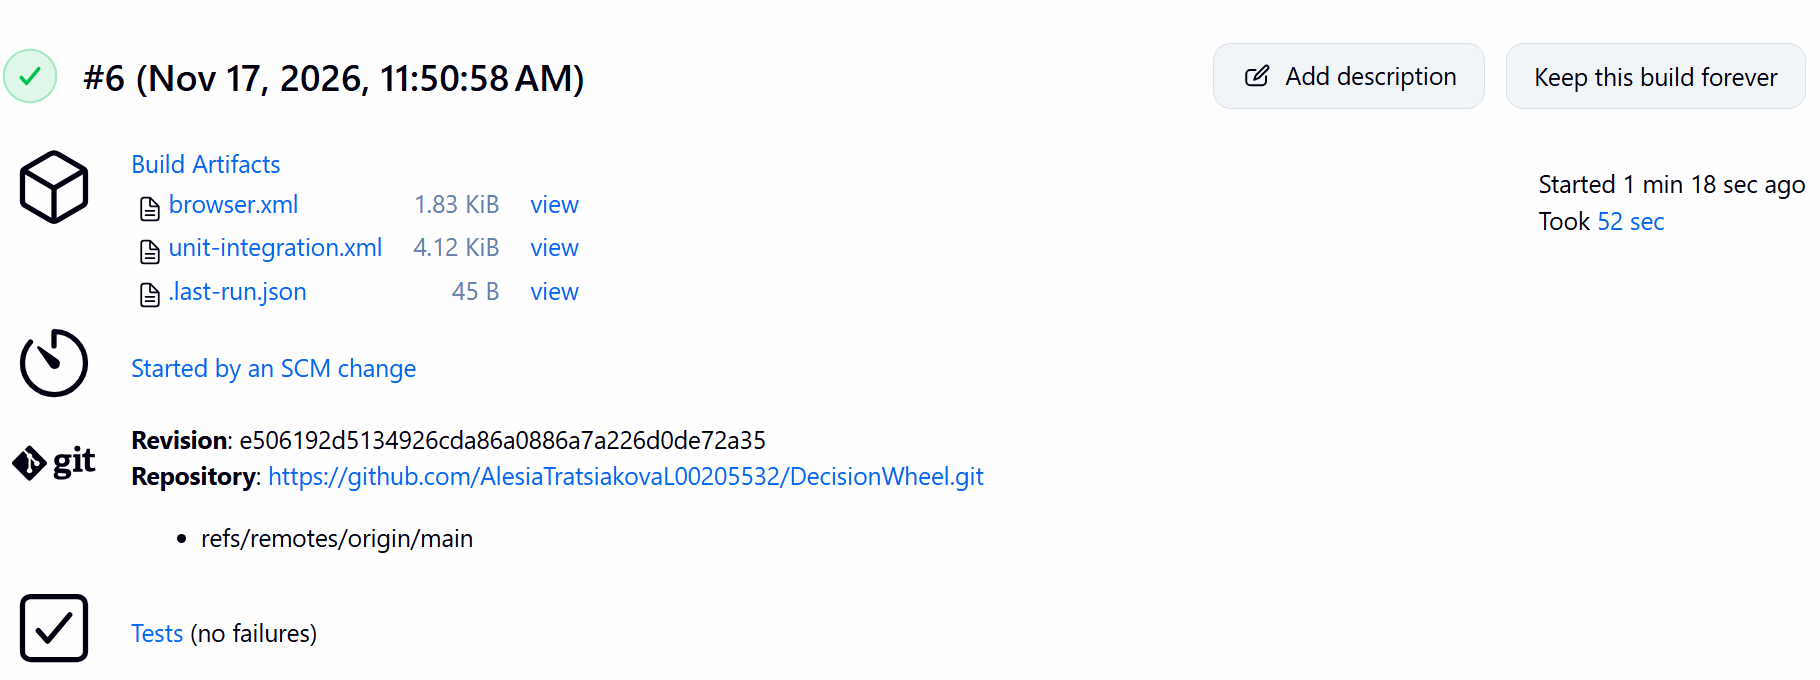 #6 (Nov 17, 2026, 11:50:58 AM)
Add description
Keep this build forever
Build Artifacts
browser.xml 1.83 KiB view
unit-integration.xml 4.12 KiB view
.last-run.json 45 B view
Started 1 min 18 sec ago
Took 52 sec
Started by an SCM change
git
Revision: e506192d5134926cda86a0886a7a226d0de72a35
Repository: https://github.com/AlesiaTratsiakovaL00205532/DecisionWheel.git
refs/remotes/origin/main
Tests (no failures)